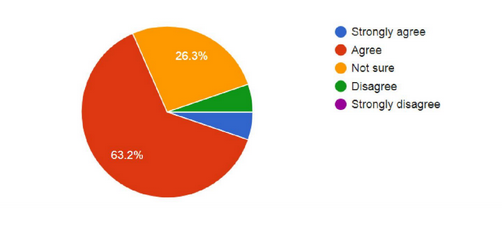 26.3%
63.2%
Strongly agree
Agree
Not sure
Disagree
Strongly disagree